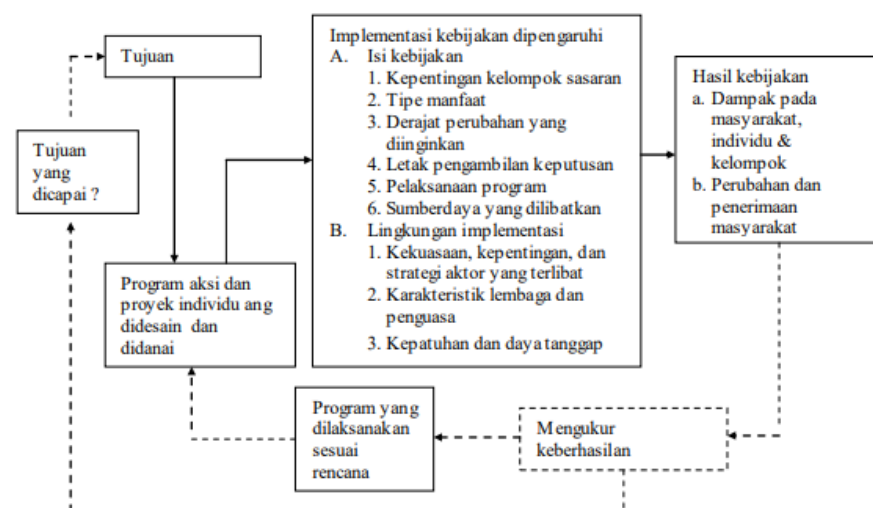 Tujuan
Tujuan
yang
dicapai ?
Program aksi dan
proyek individu ang
didesain dan
didanai
Implementasi kebijakan dipengaruhi
A. Isi kebijakan
1. Kepentingan kelompok sasaran
2. Tipe manfaat
3. Derajat perubahan yang
diinginkan
4. Letak pengambilan keputusan
5. Pelaksanaan program
6. Sumberdaya yang dilibatkan
B. Lingkungan implementasi
1. Kekuasaan, kepentingan, dan
strategi aktor yang terlibat
2. Karakteristik lembaga dan
penguasa
3. Kepatuhan dan daya tanggap
Hasil kebijakan
a. Dampak pada
masyarakat,
individu &
kelompok
b. Perubahan dan
penerimaan
masyarakat
Program yang
dilaksanakan
sesuai
rencana
Mengukur
keberhasilan